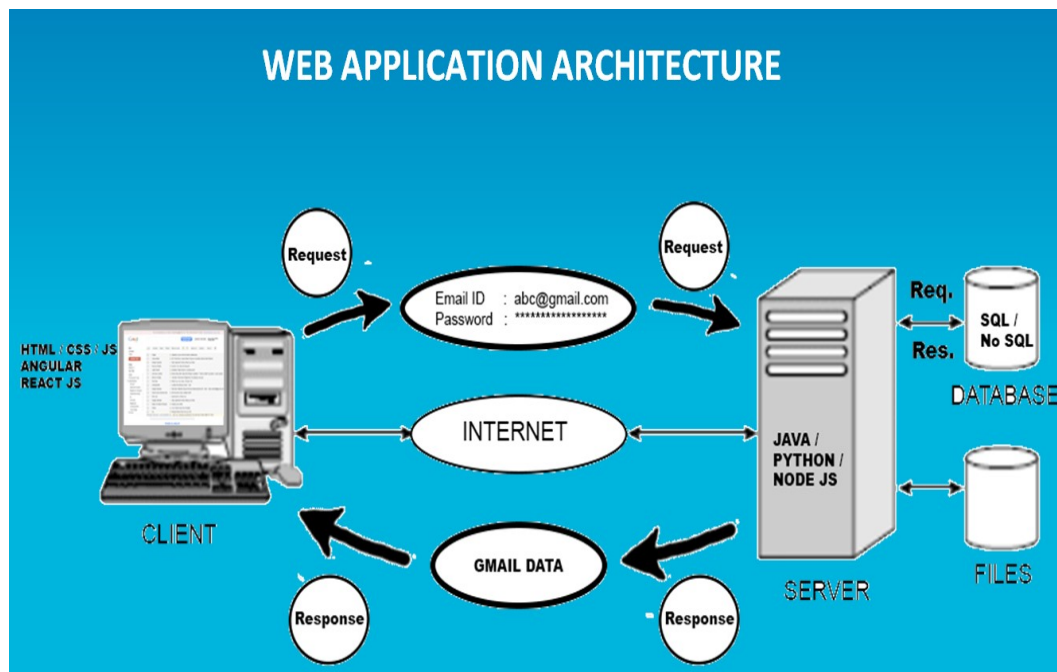 WEB APPLICATION ARCHITECTURE
Request
Request
Email ID : abc@gmail.com
Password : ******************
HTML / CSS / JS
ANGULAR
REACT JS
INTERNET
JAVA /
PYTHON /
NODE JS
Req.
Res.
SQL /
No SQL
DATABASE
CLIENT
GMAIL DATA
SERVER
FILES
Response
Response